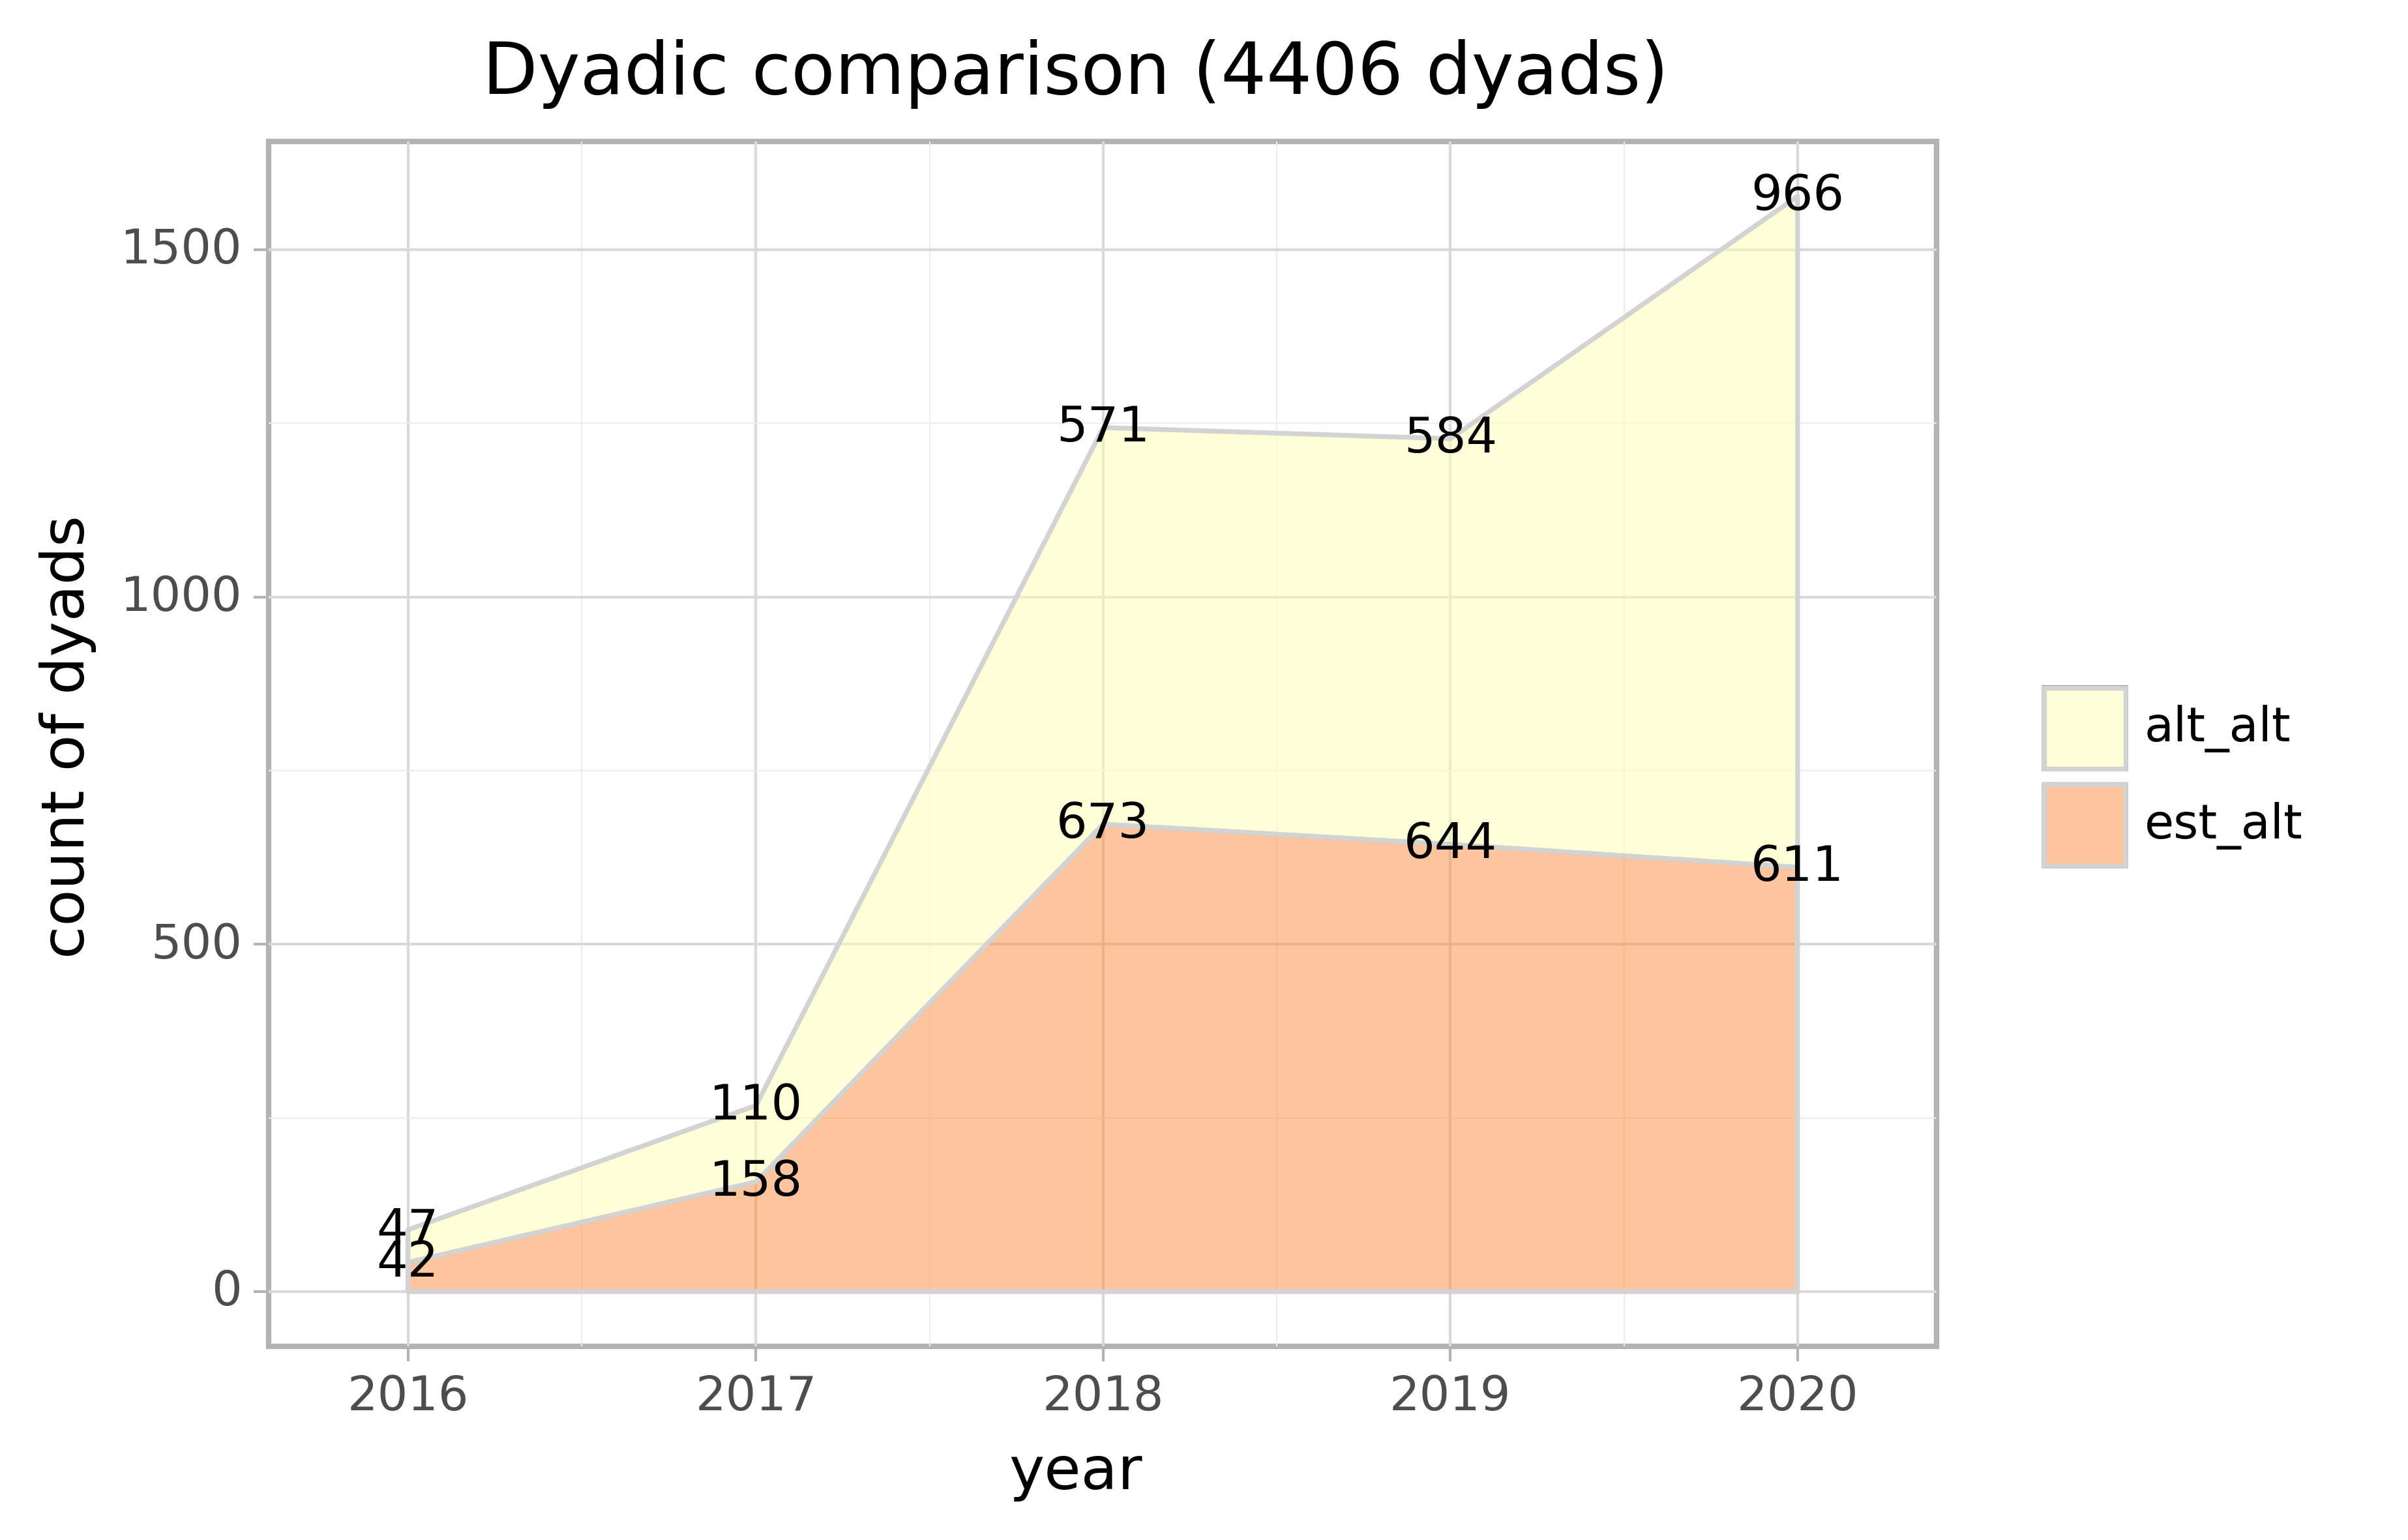 Dyadic comparison (4406 dyads)
count of dyads
1500
1000
500
0
966
571
584
673
644
611
110
158
47
42
2016 2017 2018 2019 2020
year
alt_alt
est_alt